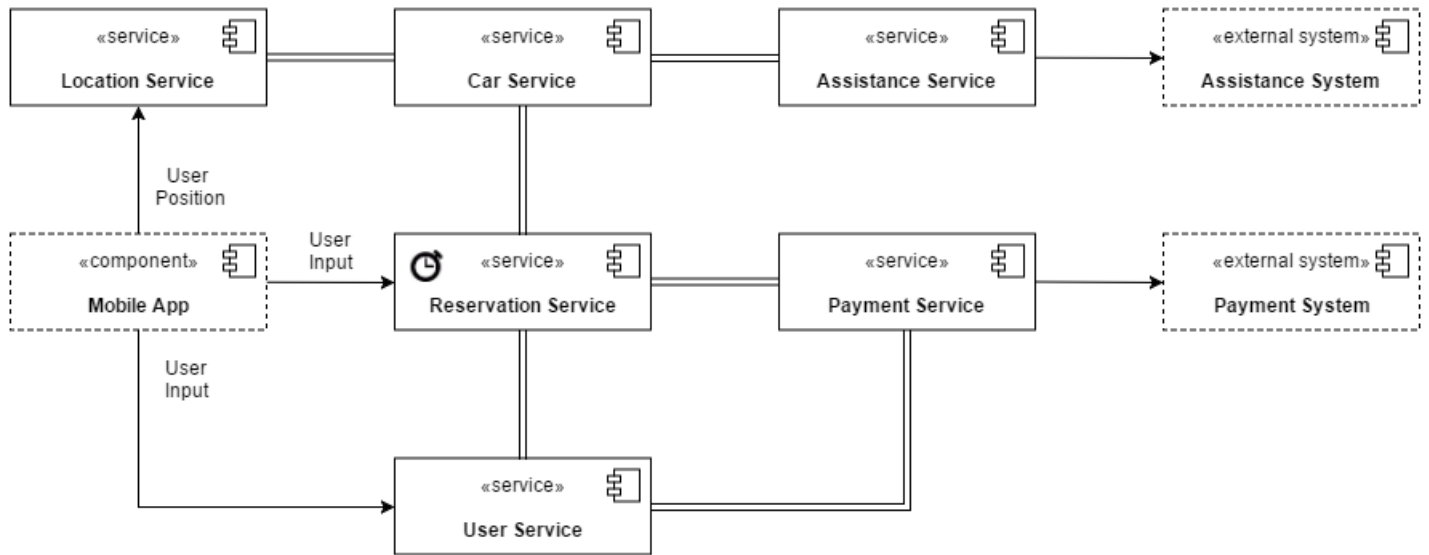 «service»
Location Service
«service»
Car Service
«service»
Assistance Service
«external system»
Assistance System
User
Position
«component»
Mobile App
User
Input
«service»
Reservation Service
«service»
Payment Service
«external system»
Payment System
User
Input
«service»
User Service